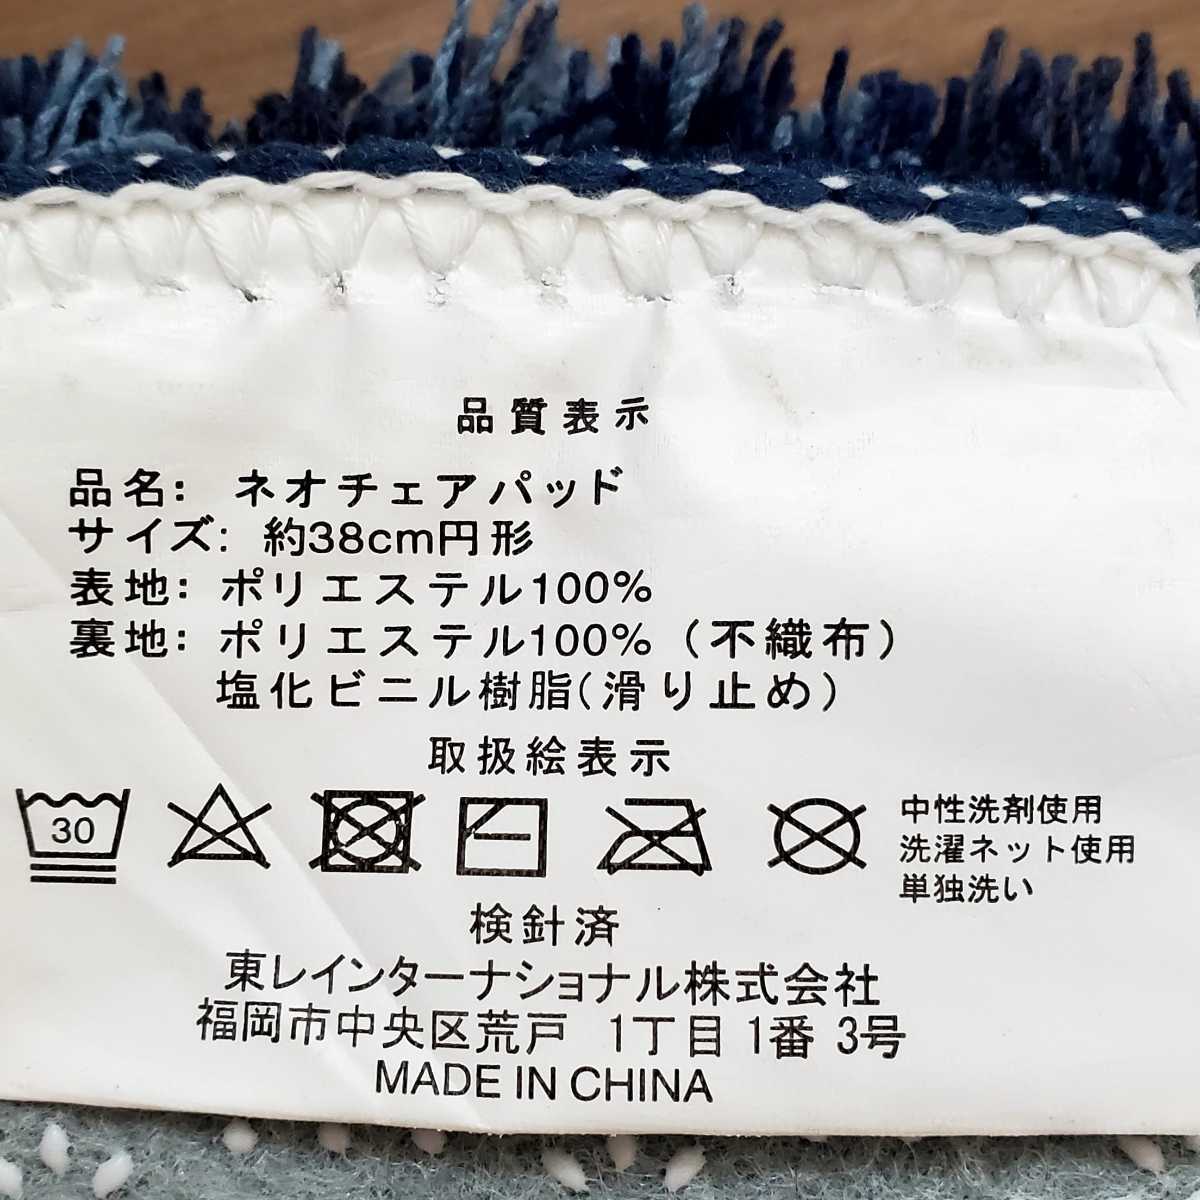 品質表示
品名: ネオチェアパッド
サイズ: 約38cm円形
表地: ポリエステル100%
裏地: ポリエステル100% (不織布)
塩化ビニル樹脂(滑り止め)
取扱絵表示
30
中性洗剤使用
洗濯ネット使用
単独洗い
検針済
東レインターナショナル株式会社
福岡市中央区荒戸 1丁目1番3号
MADE IN CHINA